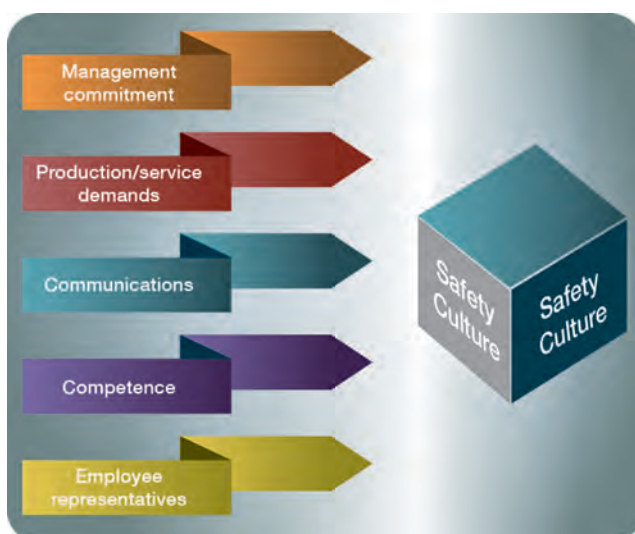 Management
commitment
Production/service
demands
Communications
Safety
Culture
Safety
Culture
Competence
Employee
representatives